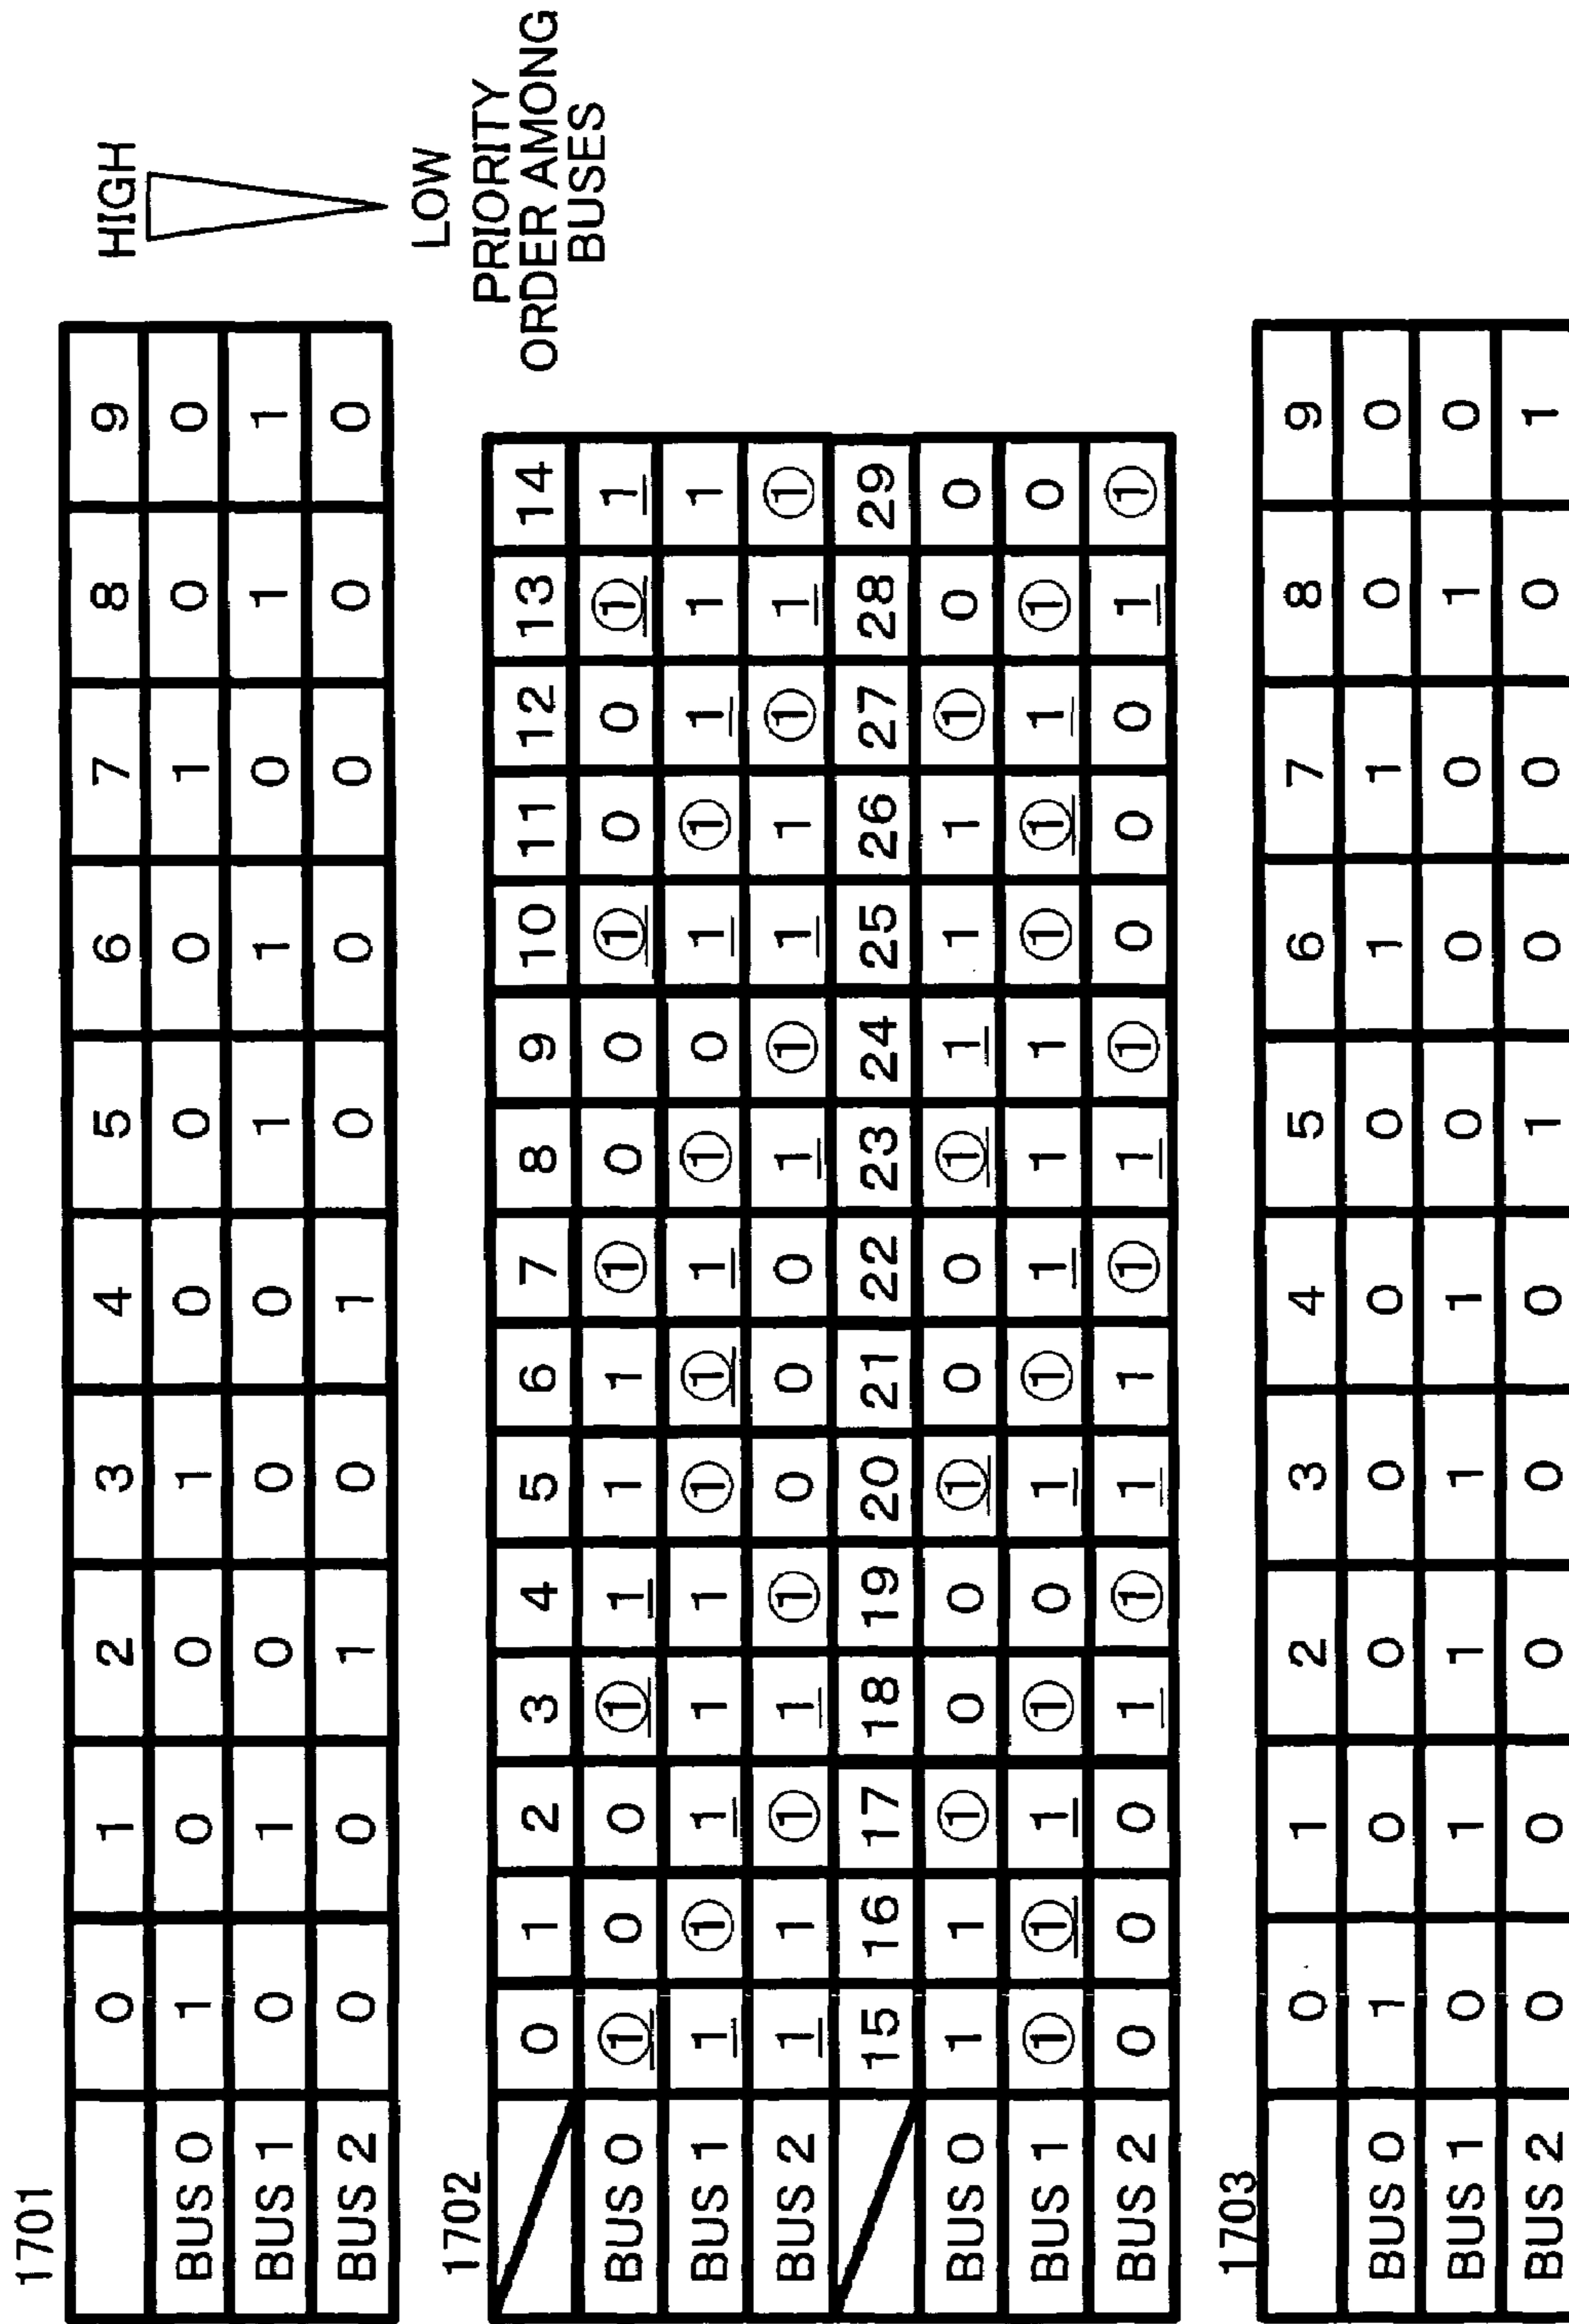 1701
0 1 2 3 4 5 6 7 8 9
BUS 0 1 0 0 1 0 0 0 1 0 0
BUS 1 0 1 0 0 0 1 1 0 1 1
BUS 2 0 0 1 0 1 0 0 0 0 0
HIGH
LOW
PRIORITY
ORDER AMONG
BUSES
1702
0 1 2 3 4 5 6 7 8 9 10 11 12 13 14
BUS 0 ① 0 0 ① 1 1 1 ① 0 0 ① 0 0 ① 1
BUS 1 1 ① 1 1 1 ① ① 1 ① 0 1 ① 1 1 1
BUS 2 1 1 ① 1 ① 0 0 0 1 ① 1 1 ① 1 ①
15 16 17 18 19 20 21 22 23 24 25 26 27 28 29
BUS 0 1 1 ① 0 0 ① 0 0 ① 1 1 1 ① 0 0
BUS 1 ① ① 1 ① 0 1 ① 1 1 1 ① ① 1 ① 0
BUS 2 0 0 0 1 ① 1 1 ① 1 ① 0 0 0 1 ①
1703
0 1 2 3 4 5 6 7 8 9
BUS 0 1 0 0 0 0 0 1 1 0 0
BUS 1 0 1 1 1 1 0 0 0 1 0
BUS 2 0 0 0 0 0 1 0 0 0 1